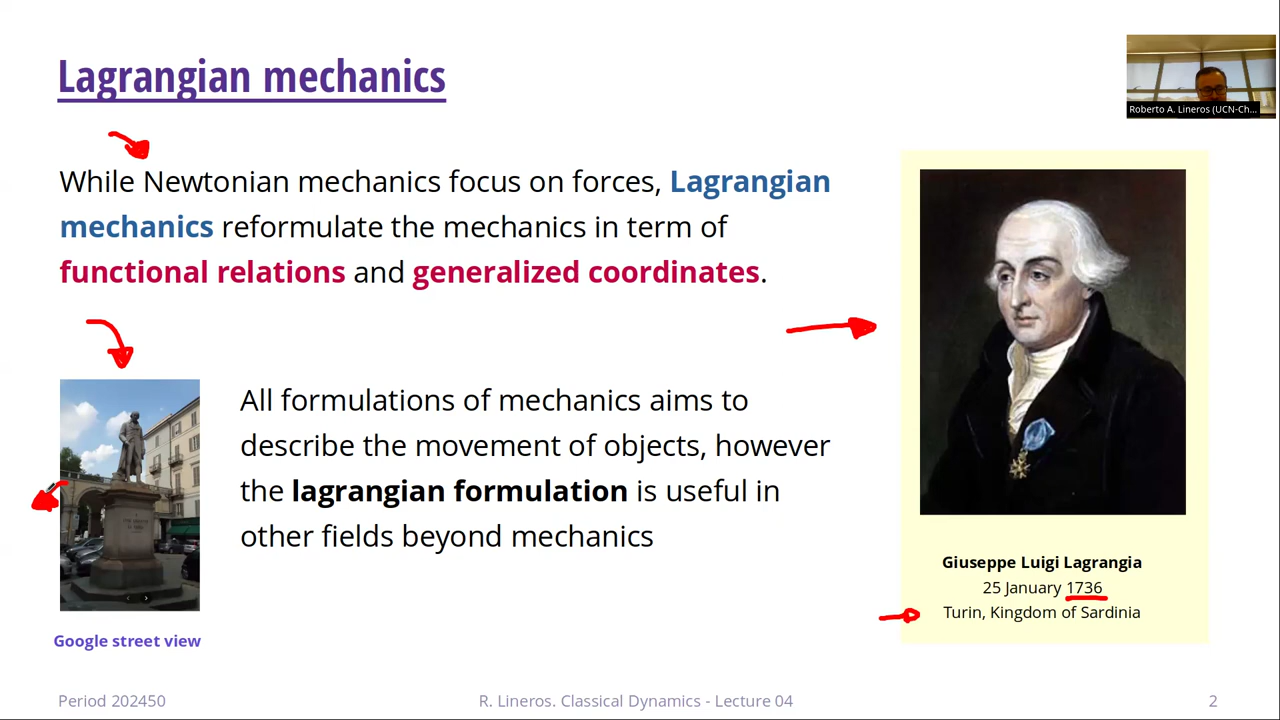 Lagrangian mechanics
Roberto A. Lineros (UCN-Ch...
While Newtonian mechanics focus on forces, Lagrangian
mechanics reformulate the mechanics in term of
functional relations and generalized coordinates.
All formulations of mechanics aims to
describe the movement of objects, however
the lagrangian formulation is useful in
other fields beyond mechanics
Google street view
Giuseppe Luigi Lagrangia
25 January 1736
Turin, Kingdom of Sardinia
Period 202450
R. Lineros. Classical Dynamics - Lecture 04
2